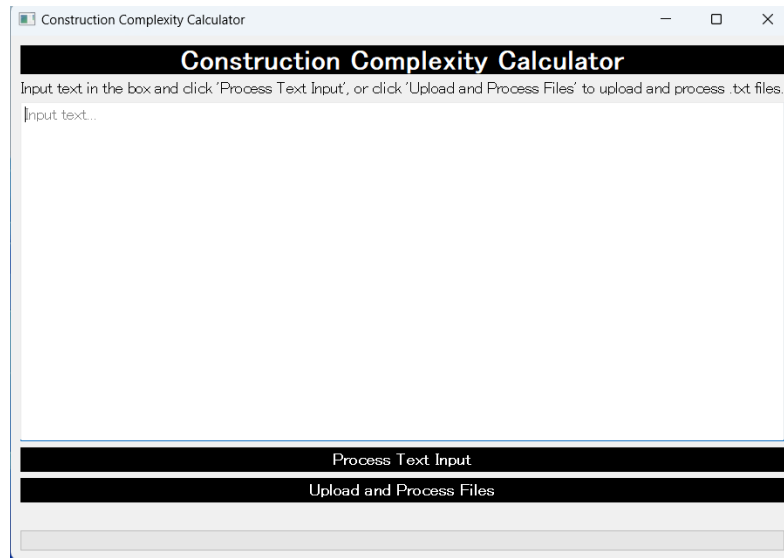 Construction Complexity Calculator
Construction Complexity Calculator
Input text in the box and click 'Process Text Input', or click 'Upload and Process Files' to upload and process .txt files.
Input text...
Process Text Input
Upload and Process Files